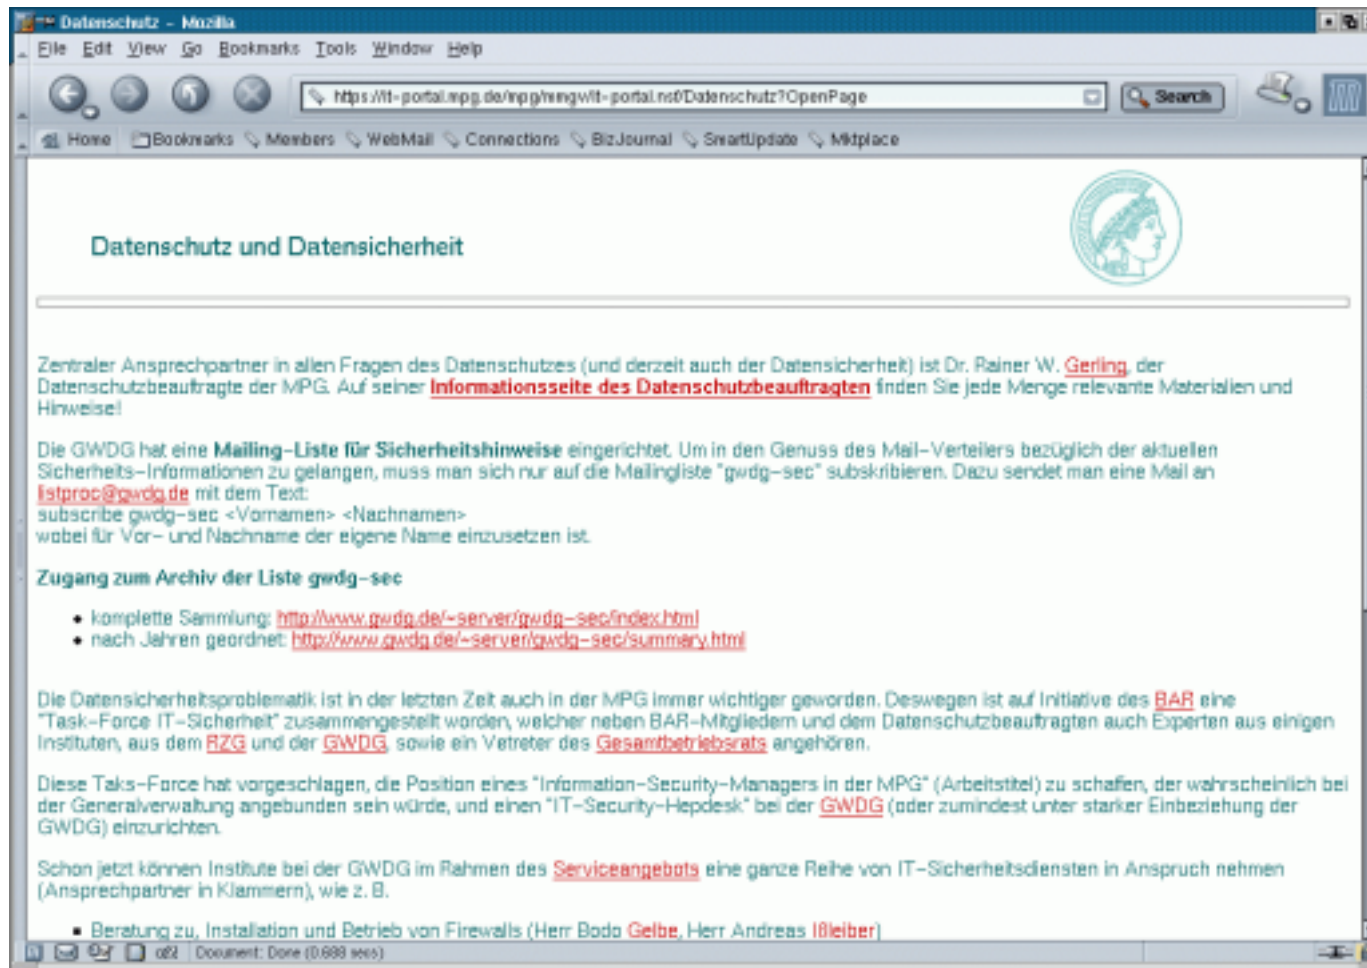 Datenschutz - Mozilla
File Edit View Go Bookmarks Tools Window Help
https://it-portal.mpg.de/mpg/mmgw/it-portal.nsf/Datenschutz?OpenPage Search
Home Bookmarks Members WebMail Connections BizJournal SmartUpdate Mktplace
Datenschutz und Datensicherheit
Zentraler Ansprechpartner in allen Fragen des Datenschutzes (und derzeit auch der Datensicherheit) ist Dr. Rainer W. Gerling, der
Datenschutzbeauftragte der MPG. Auf seiner Informationsseite des Datenschutzbeauftragten finden Sie jede Menge relevante Materialien und
Hinweise!
Die GWDG hat eine Mailing-Liste für Sicherheitshinweise eingerichtet. Um in den Genuss des Mail-Verteilers bezüglich der aktuellen
Sicherheits-Informationen zu gelangen, muss man sich nur auf die Mailingliste "gwdg-sec" subskribieren. Dazu sendet man eine Mail an
listproc@gwdg.de mit dem Text:
subscribe gwdg-sec <Vornamen> <Nachnamen>
wobei für Vor- und Nachname der eigene Name einzusetzen ist.
Zugang zum Archiv der Liste gwdg-sec
• komplette Sammlung: http://www.gwdg.de/~server/gwdg-sec/index.html
• nach Jahren geordnet: http://www.gwdg.de/~server/gwdg-sec/summary.html
Die Datensicherheitsproblematik ist in der letzten Zeit auch in der MPG immer wichtiger geworden. Deswegen ist auf Initiative des BAR eine
"Task-Force IT-Sicherheit" zusammengestellt worden, welcher neben BAR-Mitgliedern und dem Datenschutzbeauftragten auch Experten aus einigen
Instituten, aus dem RZG und der GWDG, sowie ein Vetreter des Gesamtbetriebsrats angehören.
Diese Taks-Force hat vorgeschlagen, die Position eines "Information-Security-Managers in der MPG" (Arbeitstitel) zu schaffen, der wahrscheinlich bei
der Generalverwaltung angebunden sein würde, und einen "IT-Security-Hepdesk" bei der GWDG (oder zumindest unter starker Einbeziehung der
GWDG) einzurichten.
Schon jetzt können Institute bei der GWDG im Rahmen des Serviceangebots eine ganze Reihe von IT-Sicherheitsdiensten in Anspruch nehmen
(Ansprechpartner in Klammern), wie z. B.
▪ Beratung zu, Installation und Betrieb von Firewalls (Herr Bodo Gelbe, Herr Andreas Ißleiber)
Document: Done (0.688 secs)